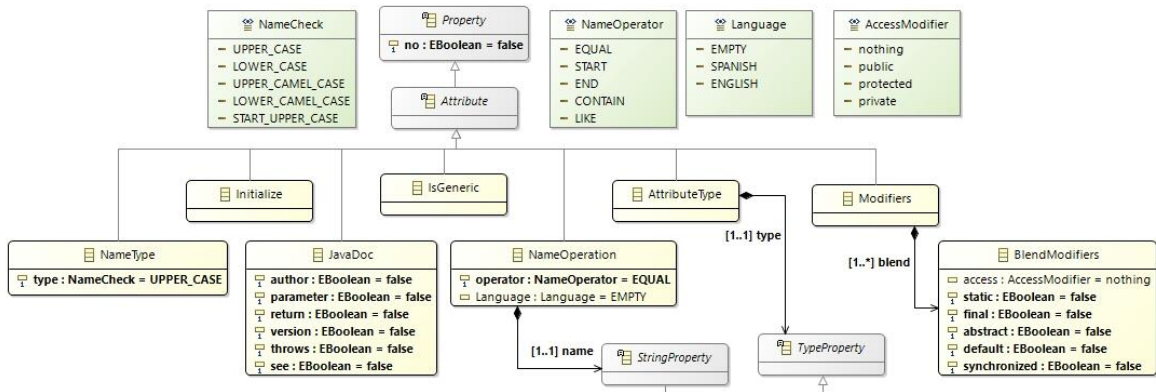 NameCheck
UPPER_CASE
LOWER_CASE
UPPER_CAMEL_CASE
LOWER_CAMEL_CASE
START_UPPER_CASE
Property
no : EBoolean = false
Attribute
NameOperator
EQUAL
START
END
CONTAIN
LIKE
Language
EMPTY
SPANISH
ENGLISH
AccessModifier
nothing
public
protected
private
Initialize
IsGeneric
AttributeType
Modifiers
[1..1] type
[1..*] blend
NameType
type : NameCheck = UPPER_CASE
JavaDoc
author : EBoolean = false
parameter : EBoolean = false
return : EBoolean = false
version : EBoolean = false
throws : EBoolean = false
see : EBoolean = false
NameOperation
operator : NameOperator = EQUAL
Language : Language = EMPTY
[1..1] name
StringProperty
TypeProperty
BlendModifiers
access : AccessModifier = nothing
static : EBoolean = false
final : EBoolean = false
abstract : EBoolean = false
default : EBoolean = false
synchronized : EBoolean = false